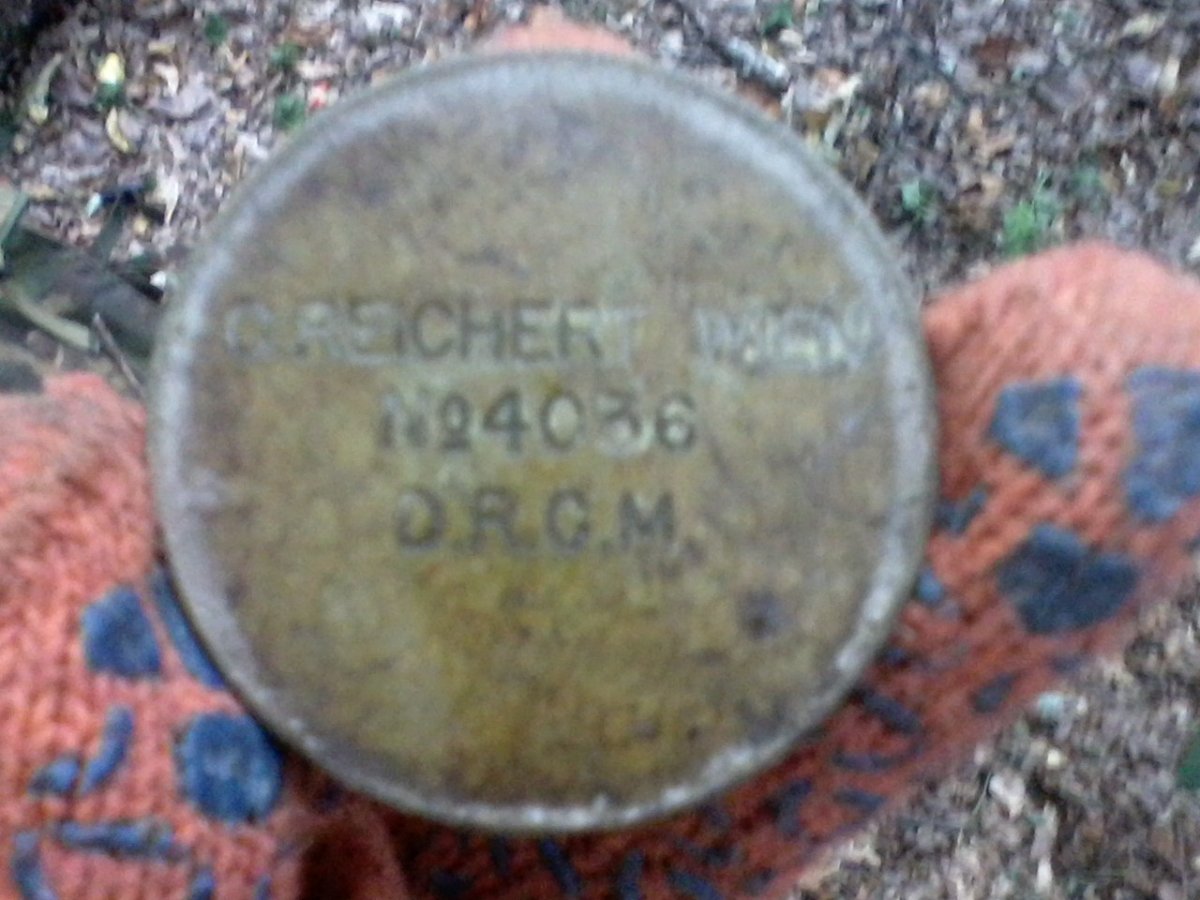 C.REICHERT WIEN
№4036
D.R.G.M.